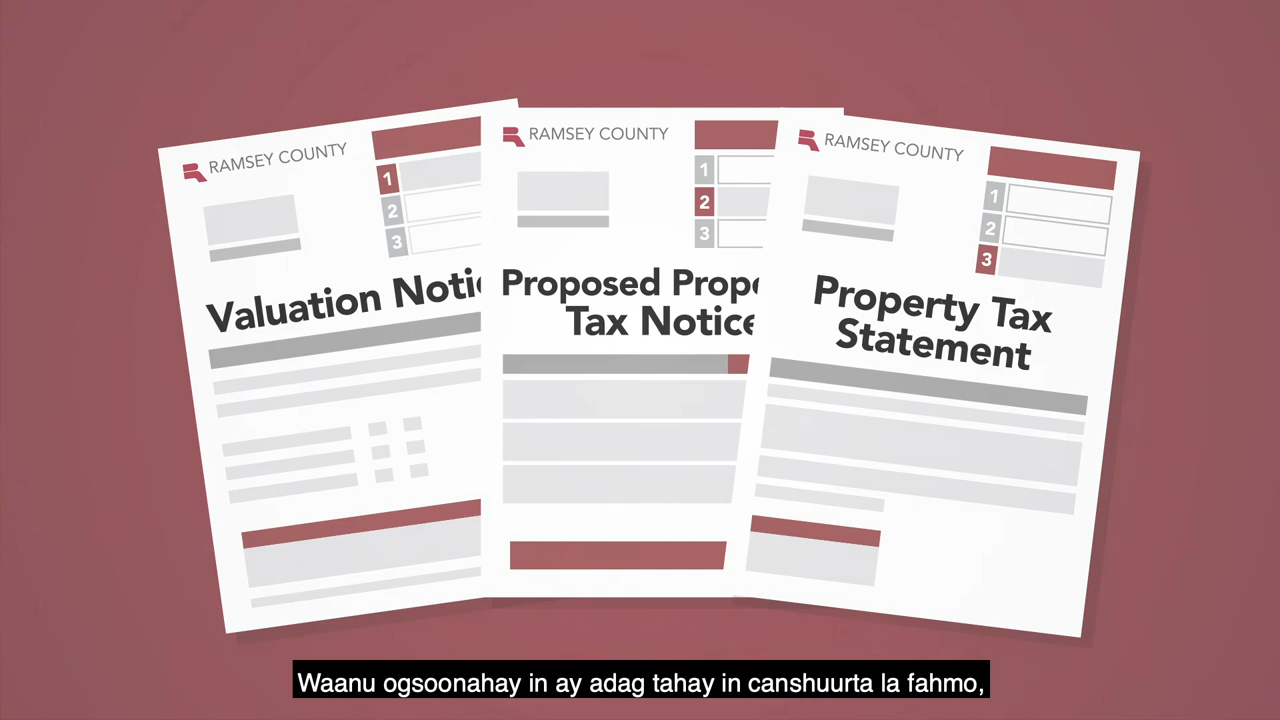 RAMSEY COUNTY
1
2
3
Valuation Notic
RAMSEY COUNTY
1
2
3
Proposed Prope
Tax Notice
RAMSEY COUNTY
1
2
3
Property Tax
Statement
Waanu ogsoonahay in ay adag tahay in canshuurta la fahmo,